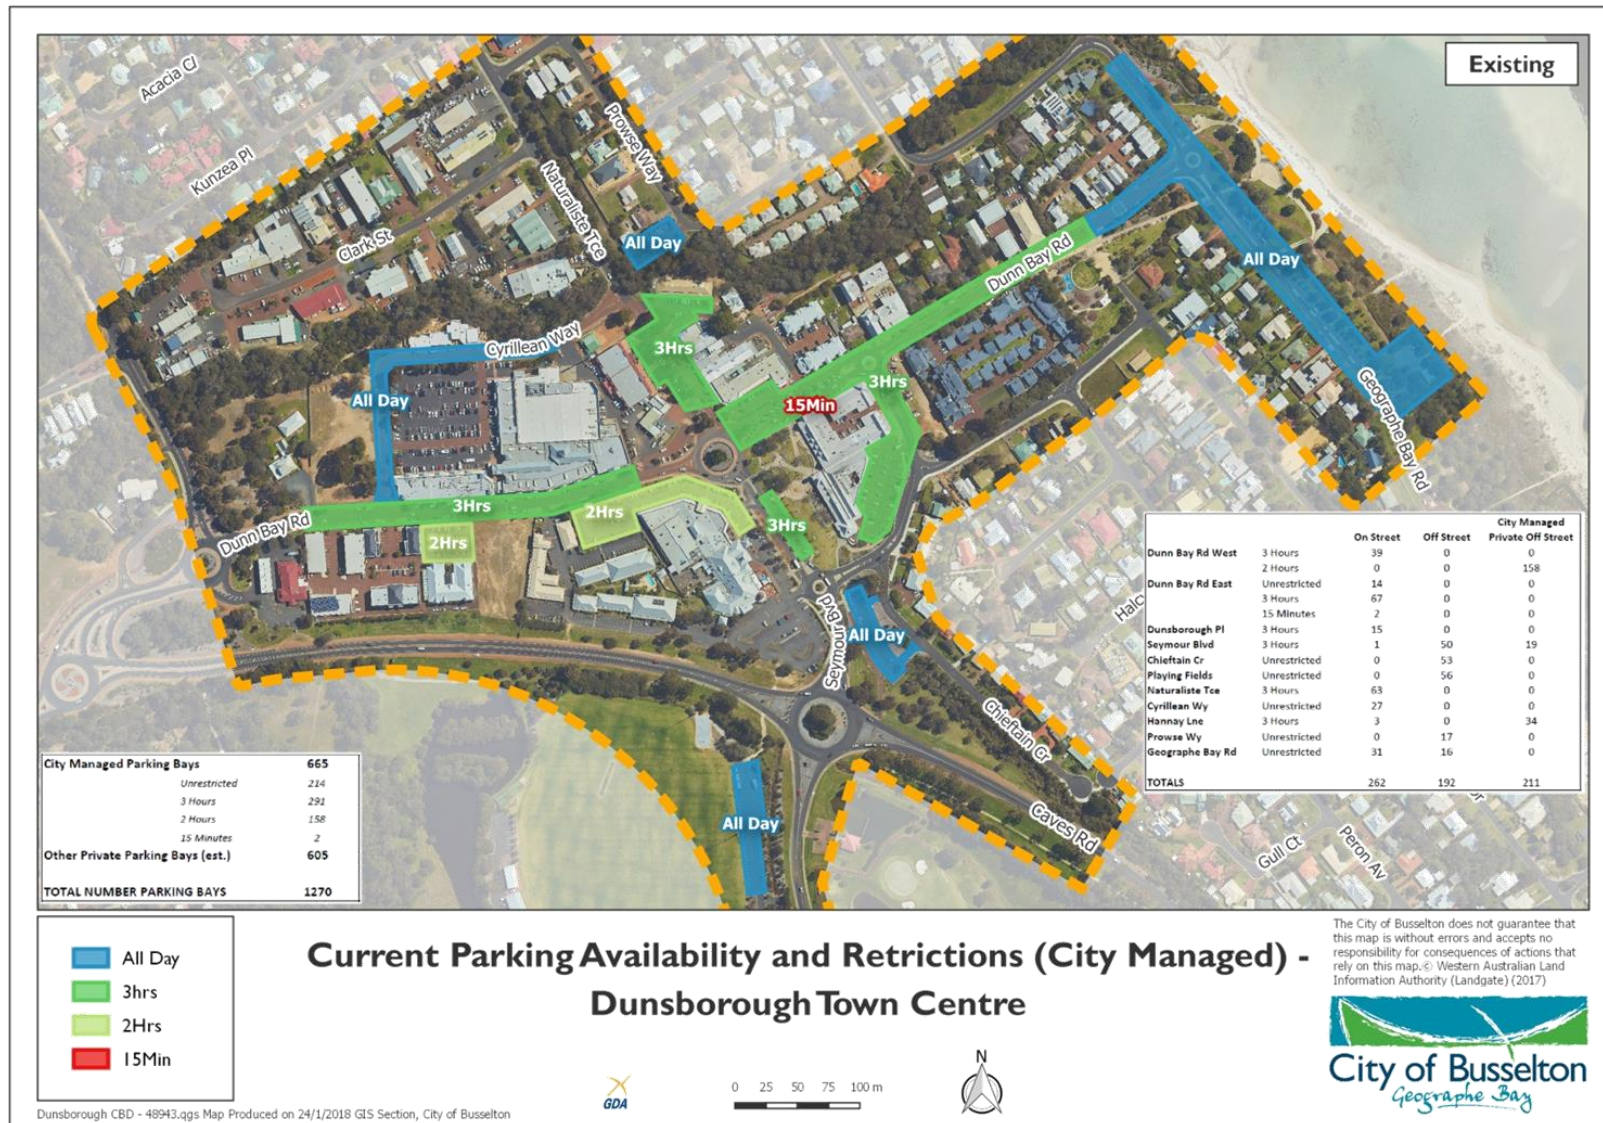 Existing
Acacia Cl
Kunzea Pl
Prowse Way
Naturaliste Tce
Clark St
All Day
Dunn Bay Rd
All Day
Cyrillean Way
3Hrs
3Hrs
All Day
15Min
Geographe Bay Rd
3Hrs
2Hrs
3Hrs
Dunn Bay Rd
2Hrs
Seymour Bvd
All Day
Chieftain Cr
All Day
Caves Rd
Gull Ct
Peron Av
City Managed
On Street Off Street Private Off Street
Dunn Bay Rd West 3 Hours 39 0 0
2 Hours 0 0 158
Dunn Bay Rd East Unrestricted 14 0 0
3 Hours 67 0 0
15 Minutes 2 0 0
Dunsborough Pl 3 Hours 15 0 0
Seymour Blvd 3 Hours 1 50 19
Chieftain Cr Unrestricted 0 53 0
Playing Fields Unrestricted 0 56 0
Naturaliste Tce 3 Hours 63 0 0
Cyrillean Wy Unrestricted 27 0 0
Hannay Lne 3 Hours 3 0 34
Prowse Wy Unrestricted 0 17 0
Geographe Bay Rd Unrestricted 31 16 0
TOTALS 262 192 211
City Managed Parking Bays 665
Unrestricted 214
3 Hours 291
2 Hours 158
15 Minutes 2
Other Private Parking Bays (est.) 605
TOTAL NUMBER PARKING BAYS 1270
All Day
3hrs
2Hrs
15Min
Current Parking Availability and Retrictions (City Managed) -
Dunsborough Town Centre
GDA
0 25 50 75 100 m
N
The City of Busselton does not guarantee that
this map is without errors and accepts no
responsibility for consequences of actions that
rely on this map.© Western Australian Land
Information Authority (Landgate) (2017)
City of Busselton
Geographe Bay
Dunsborough CBD - 48943.qgs Map Produced on 24/1/2018 GIS Section, City of Busselton